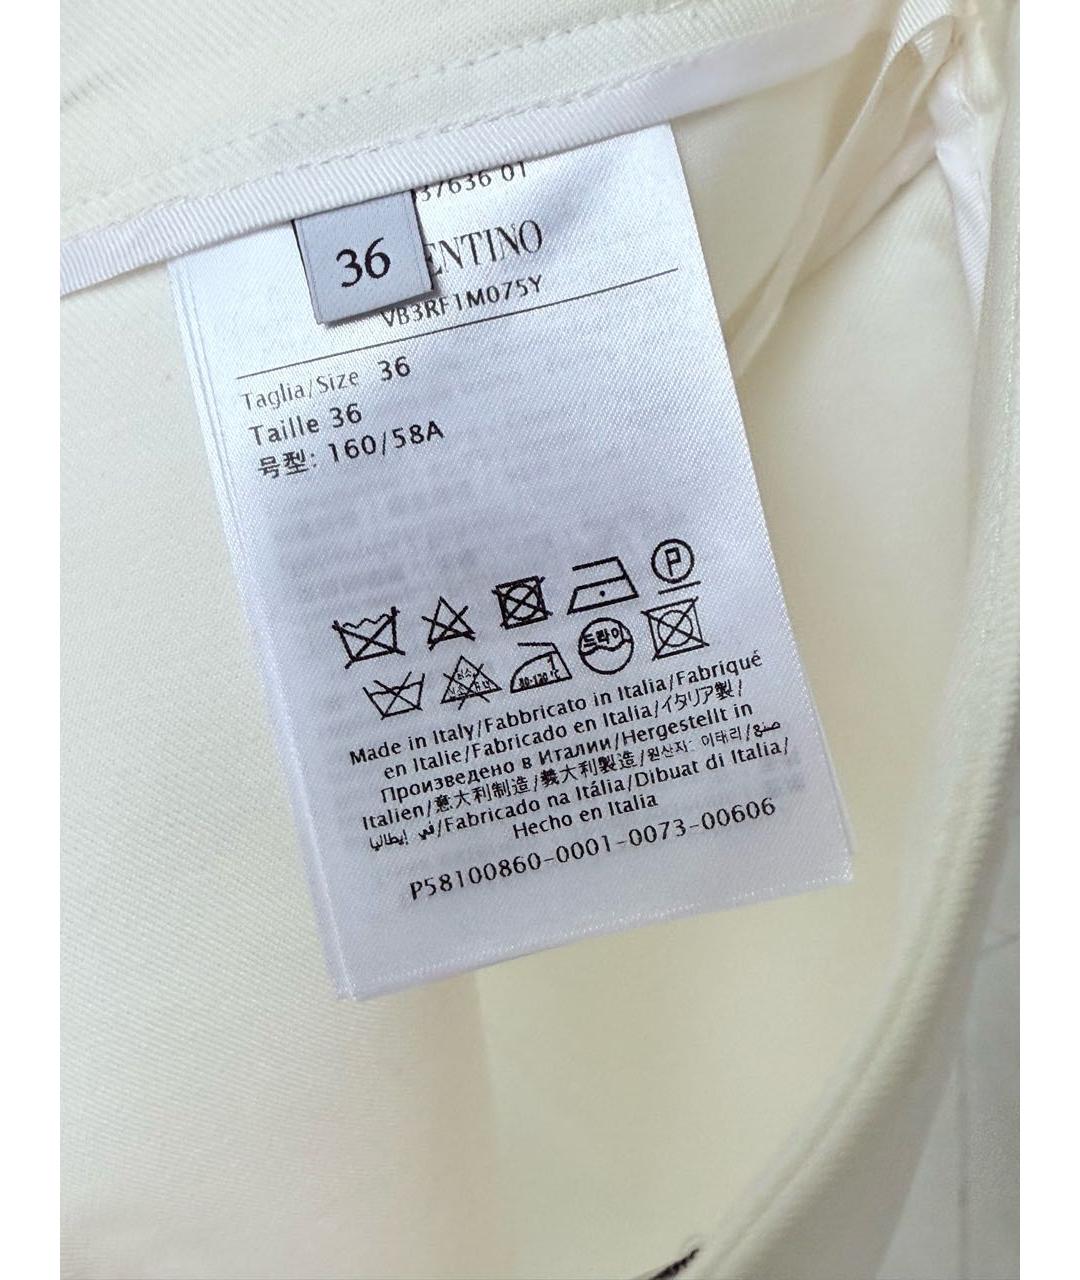 37636 01
36
ENTINO
VB3RF1M075Y
Taglia/Size 36
Taille 36
号型: 160/58A
P
드라이
80-120℃
Made in Italy/Fabbricato in Italia/Fabriqué
en Italie/Fabricado en Italia/イタリア製/
Произведено в Италии/Hergestellt in
Italien/意大利制造/義大利製造/원산지: 이태리/صنع
في إيطاليا/Fabricado na Itália/Dibuat di Italia/
Hecho en Italia
P58100860-0001-0073-00606